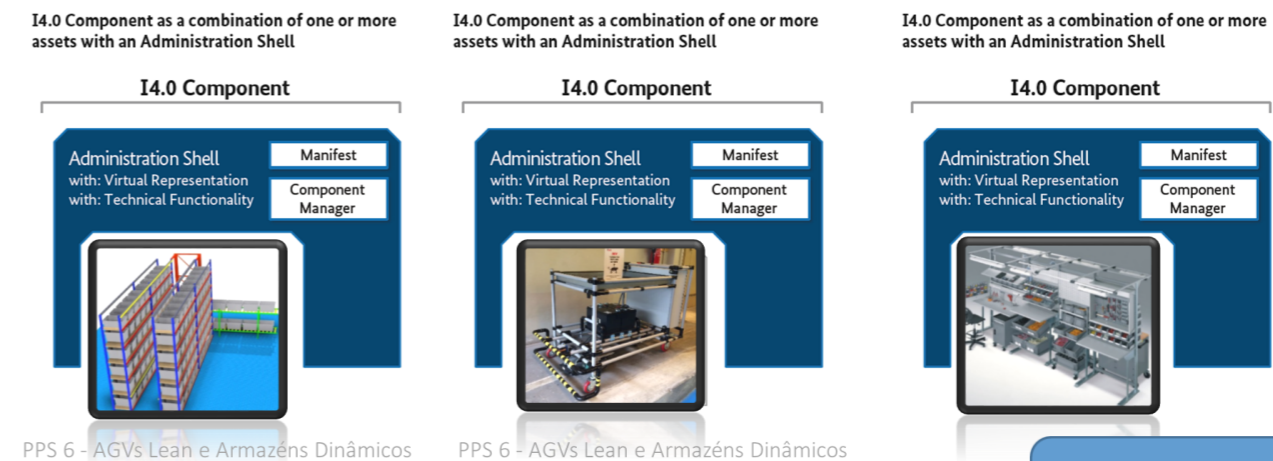 I4.0 Component as a combination of one or more
assets with an Administration Shell
I4.0 Component
Administration Shell
with: Virtual Representation
with: Technical Functionality
Manifest
Component
Manager
PPS 6 - AGVs Lean e Armazéns Dinâmicos
I4.0 Component as a combination of one or more
assets with an Administration Shell
I4.0 Component
Administration Shell
with: Virtual Representation
with: Technical Functionality
Manifest
Component
Manager
PPS 6 - AGVs Lean e Armazéns Dinâmicos
I4.0 Component as a combination of one or more
assets with an Administration Shell
I4.0 Component
Administration Shell
with: Virtual Representation
with: Technical Functionality
Manifest
Component
Manager